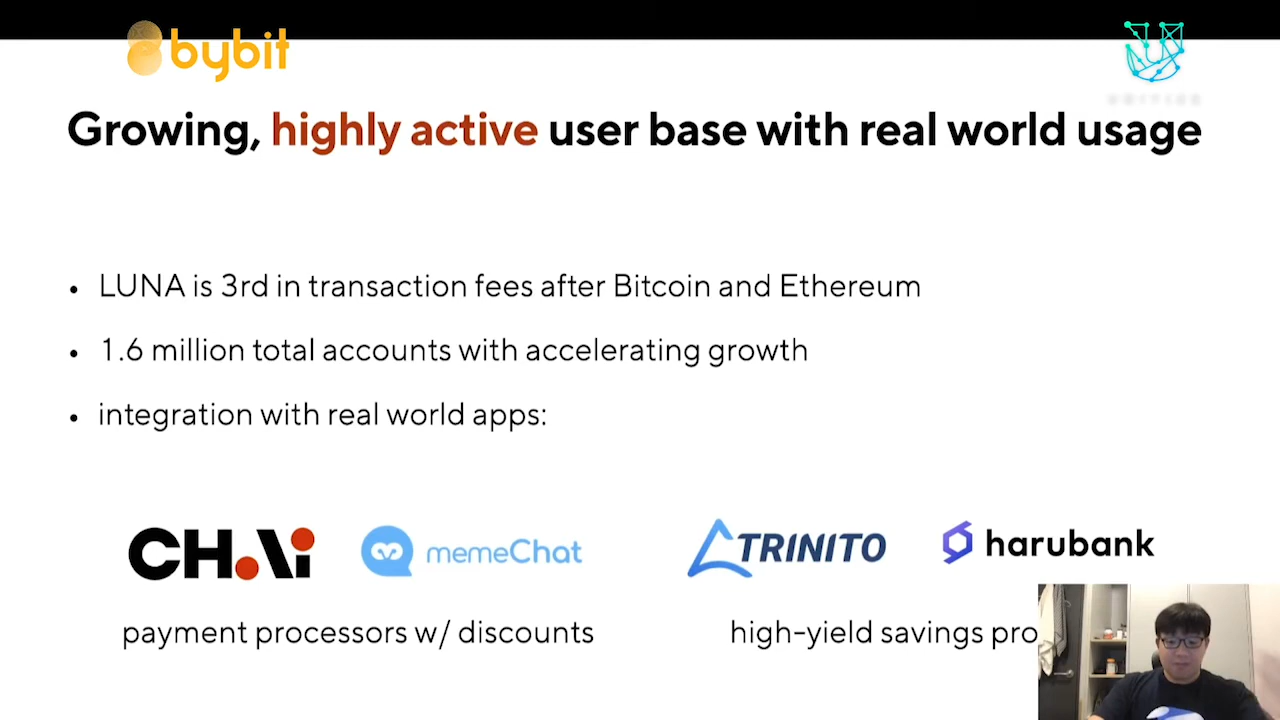 bybit
UNITIZE
Growing, highly active user base with real world usage
• LUNA is 3rd in transaction fees after Bitcoin and Ethereum
• 1.6 million total accounts with accelerating growth
• integration with real world apps:
CHAi
memeChat
TRINITO
harubank
payment processors w/ discounts
high-yield savings pro